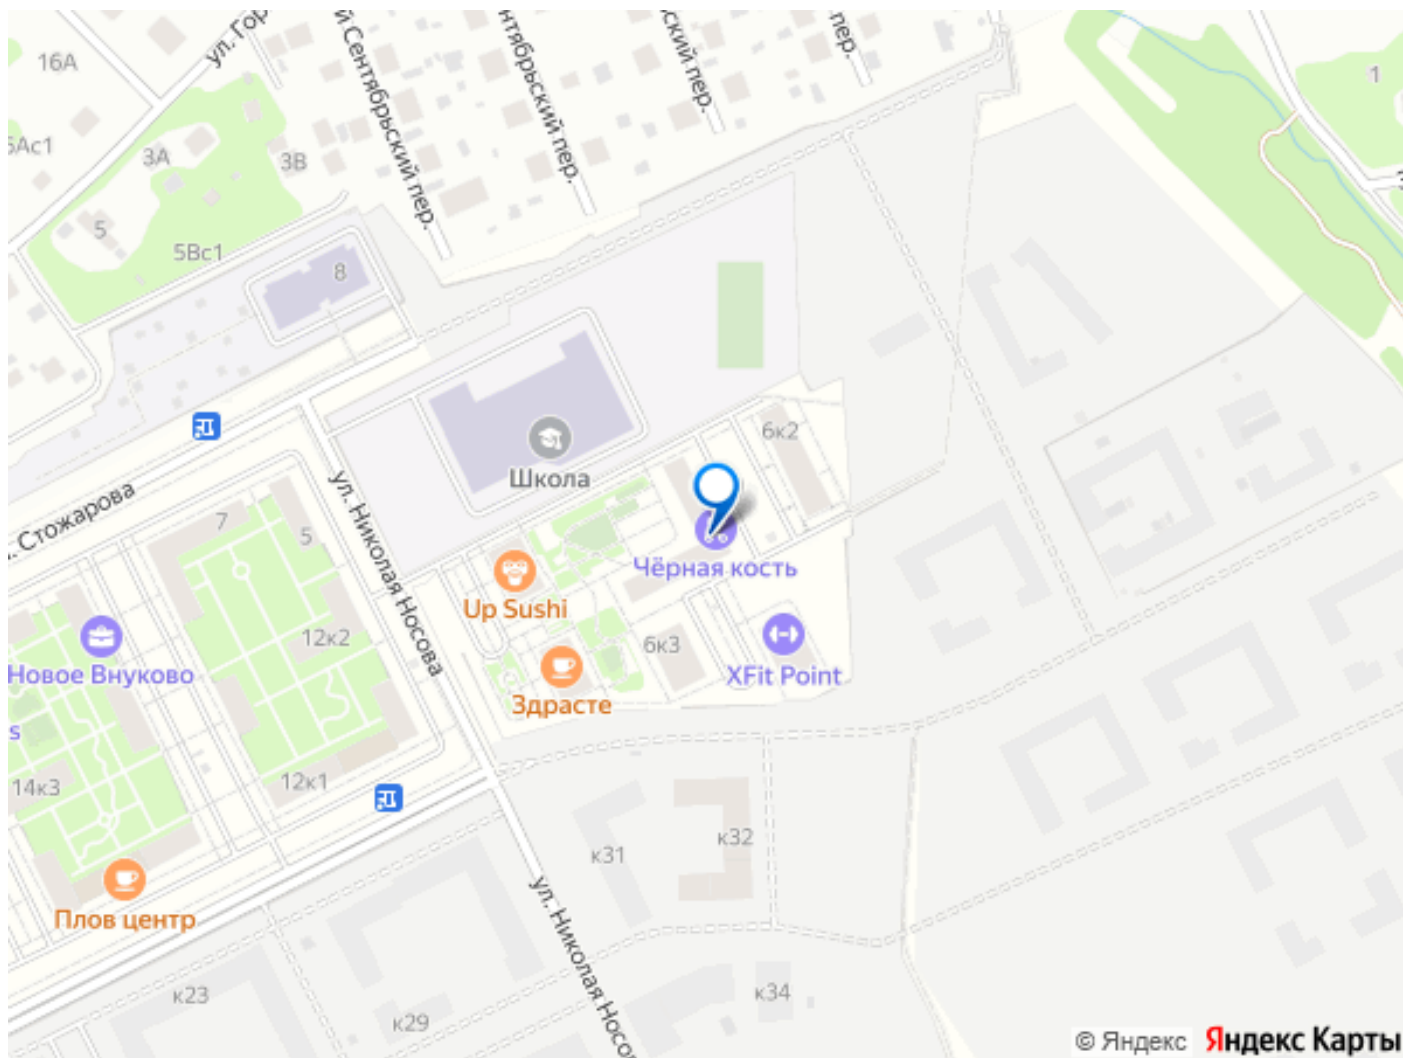 16А
ул. Гор
й Сентябрьский пер.
нтябрьский пер.
ский пер.
пер.
1
6Ас1
3А
3В
5
5Вс1
8
6к2
Школа
ул. Николая Носова
Стожарова
7
5
Чёрная кость
Up Sushi
12к2
6к3
Новое Внуково
XFit Point
Здрасте
s
14к3
12к1
к31
к32
Плов центр
ул. Николая Носо
к23
к29
к34
© Яндекс Яндекс Карты